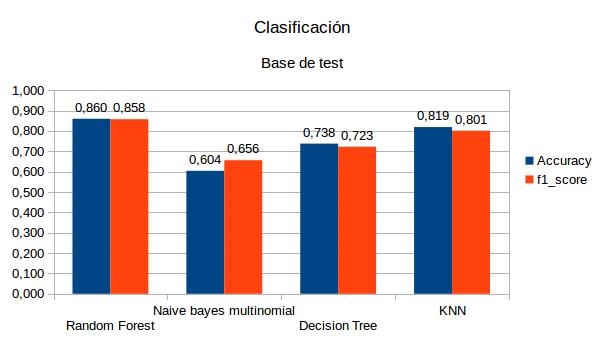 Clasificación
Base de test
1,000
0,900
0,800
0,700
0,600
0,500
0,400
0,300
0,200
0,100
0,000
0,860 0,858
0,604 0,656
0,738 0,723
0,819 0,801
Random Forest
Naive bayes multinomial
Decision Tree
KNN
Accuracy
f1_score